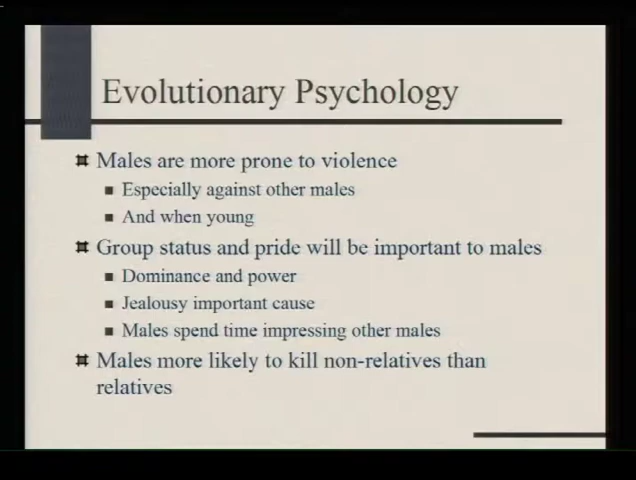 Evolutionary Psychology
Males are more prone to violence
Especially against other males
And when young
Group status and pride will be important to males
Dominance and power
Jealousy important cause
Males spend time impressing other males
Males more likely to kill non-relatives than
relatives